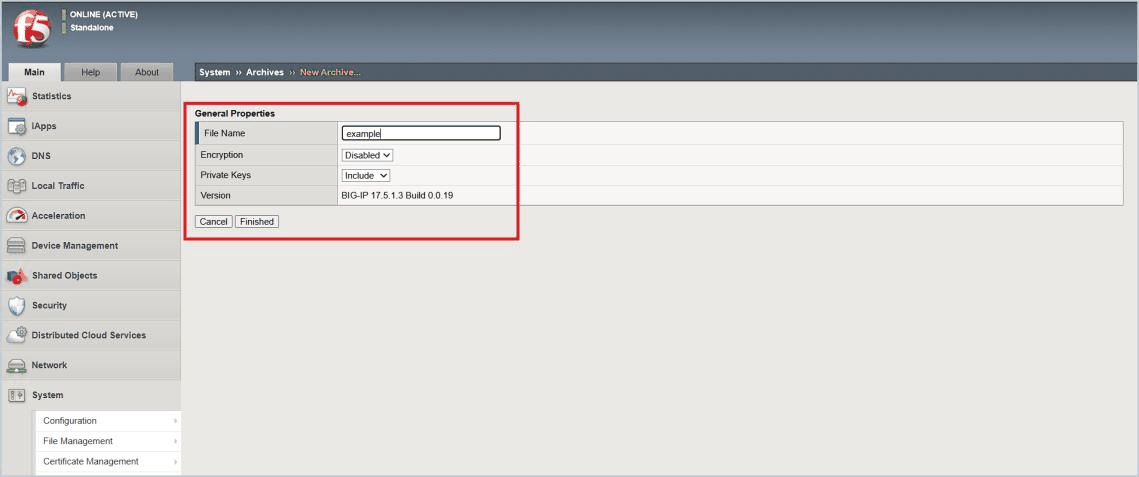 f5
ONLINE (ACTIVE)
Standalone
Main Help About
System ›› Archives ›› New Archive...
Statistics
iApps
DNS
Local Traffic
Acceleration
Device Management
Shared Objects
Security
Distributed Cloud Services
Network
System
Configuration
File Management
Certificate Management
General Properties
File Name example
Encryption Disabled
Private Keys Include
Version BIG-IP 17.5.1.3 Build 0.0.19
Cancel Finished